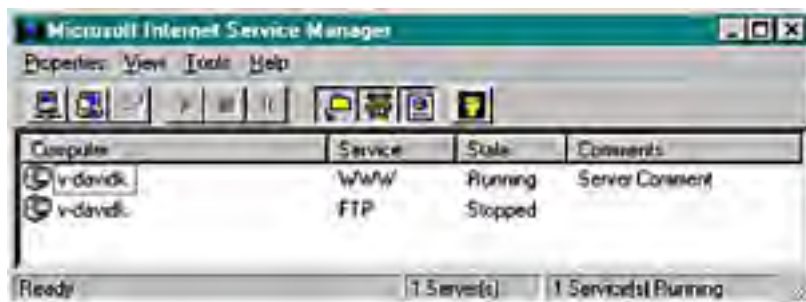 Microsoft Internet Service Manager
Properties View Tools Help
Computer Service State Comments
v-davidk WWW Running Server Comment
v-davidk FTP Stopped
Ready 1 Server(s) 1 Service(s) Running